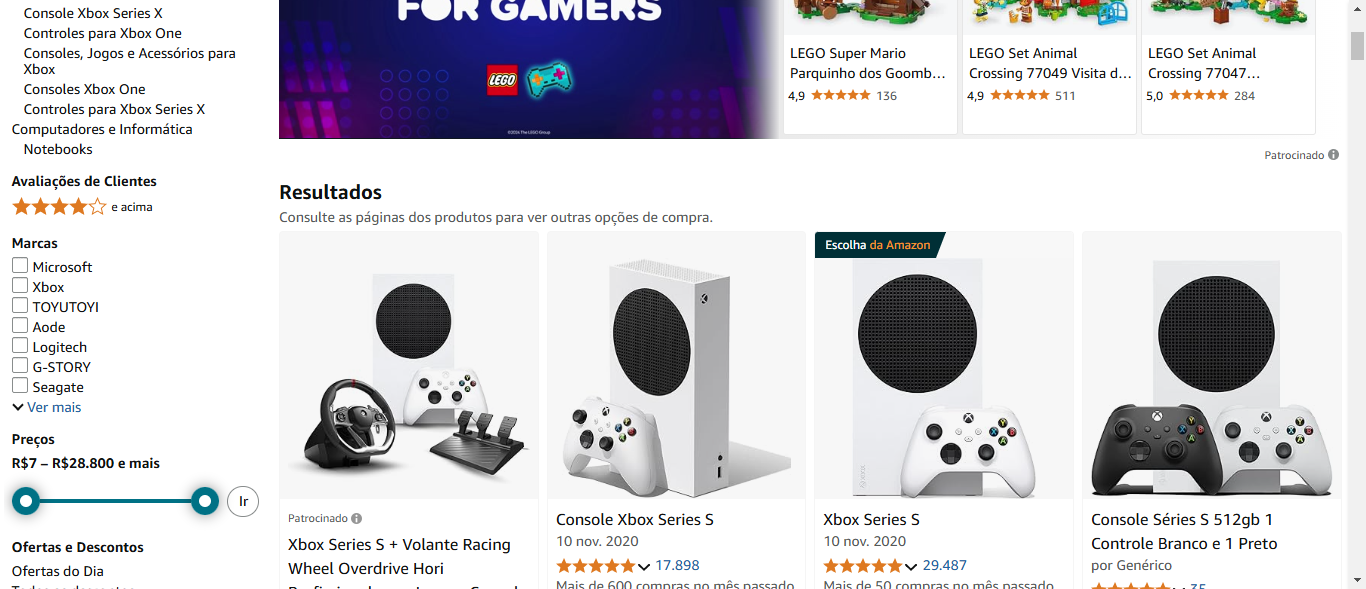 Console Xbox Series X
Controles para Xbox One
Consoles, Jogos e Acessórios para
Xbox
Consoles Xbox One
Controles para Xbox Series X
Computadores e Informática
Notebooks
Avaliações de Clientes
e acima
Marcas
Microsoft
Xbox
TOYUTOYI
Aode
Logitech
G-STORY
Seagate
Ver mais
Preços
R$7 – R$28.800 e mais
Ir
Ofertas e Descontos
Ofertas do Dia
FOR GAMERS
LEGO
©2024 The LEGO Group
LEGO Super Mario
Parquinho dos Goomb...
4,9 136
LEGO Set Animal
Crossing 77049 Visita d...
4,9 511
LEGO Set Animal
Crossing 77047...
5,0 284
Patrocinado
Resultados
Consulte as páginas dos produtos para ver outras opções de compra.
Patrocinado
Xbox Series S + Volante Racing
Wheel Overdrive Hori
Console Xbox Series S
10 nov. 2020
17.898
Mais de 600 compras no mês passado
Escolha da Amazon
Xbox Series S
10 nov. 2020
29.487
Mais de 50 compras no mês passado
Console Séries S 512gb 1
Controle Branco e 1 Preto
por Genérico
35